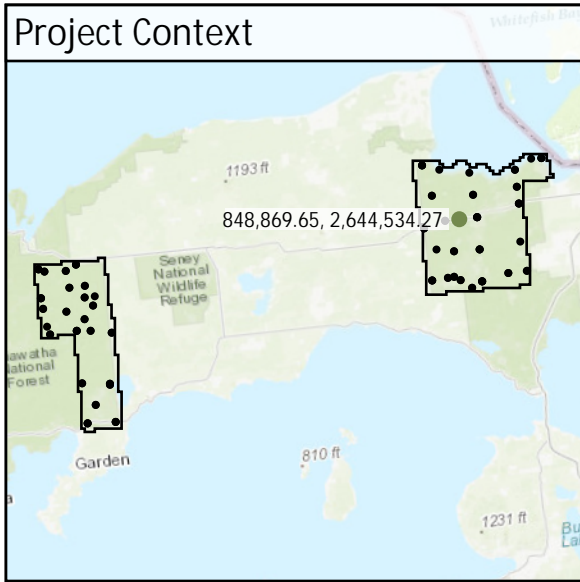 Project Context
Whitefish Bay
1193 ft
848,869.65, 2,644,534.27
Seney
National
Wildlife
Refuge
awatha
National
Forest
Garden
810 ft
a
1231 ft
Bu
La